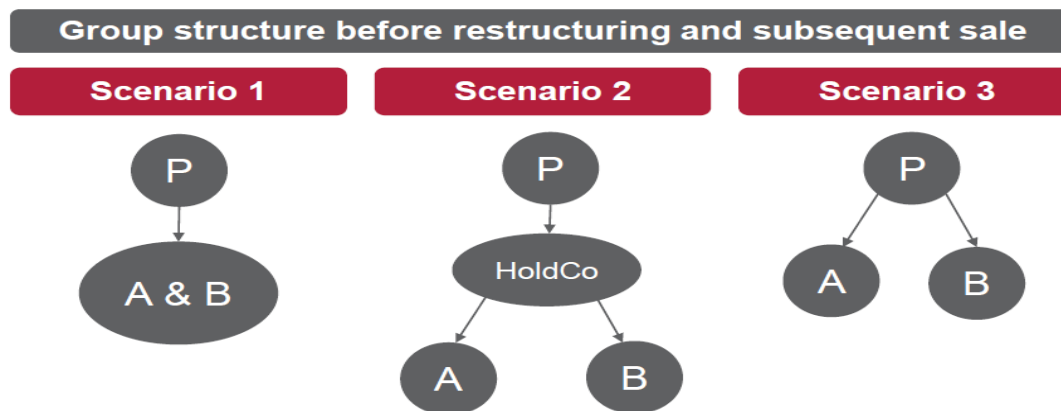 Group structure before restructuring and subsequent sale
Scenario 1
Scenario 2
Scenario 3
P
P
P
A & B
HoldCo
A
B
A
B